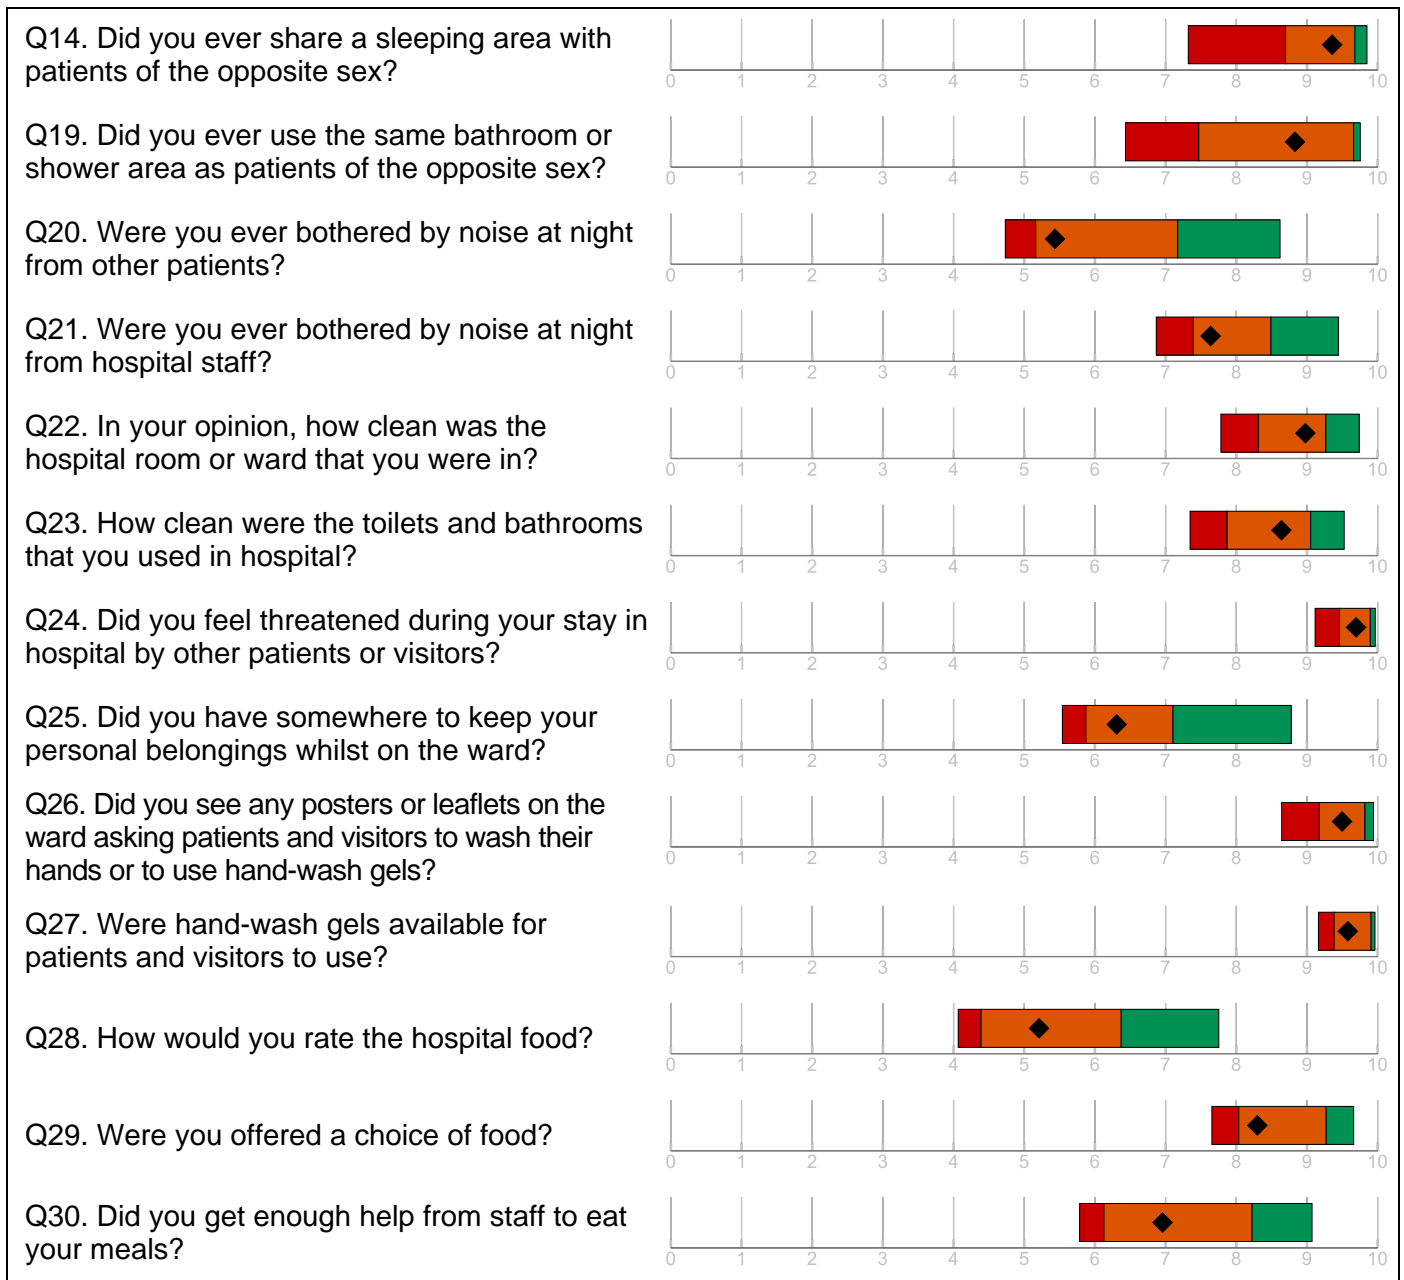 Q14. Did you ever share a sleeping area with
patients of the opposite sex?
0 1 2 3 4 5 6 7 8 9 10
Q19. Did you ever use the same bathroom or
shower area as patients of the opposite sex?
0 1 2 3 4 5 6 7 8 9 10
Q20. Were you ever bothered by noise at night
from other patients?
0 1 2 3 4 5 6 7 8 9 10
Q21. Were you ever bothered by noise at night
from hospital staff?
0 1 2 3 4 5 6 7 8 9 10
Q22. In your opinion, how clean was the
hospital room or ward that you were in?
0 1 2 3 4 5 6 7 8 9 10
Q23. How clean were the toilets and bathrooms
that you used in hospital?
0 1 2 3 4 5 6 7 8 9 10
Q24. Did you feel threatened during your stay in
hospital by other patients or visitors?
0 1 2 3 4 5 6 7 8 9 10
Q25. Did you have somewhere to keep your
personal belongings whilst on the ward?
0 1 2 3 4 5 6 7 8 9 10
Q26. Did you see any posters or leaflets on the
ward asking patients and visitors to wash their
hands or to use hand-wash gels?
0 1 2 3 4 5 6 7 8 9 10
Q27. Were hand-wash gels available for
patients and visitors to use?
0 1 2 3 4 5 6 7 8 9 10
Q28. How would you rate the hospital food?
0 1 2 3 4 5 6 7 8 9 10
Q29. Were you offered a choice of food?
0 1 2 3 4 5 6 7 8 9 10
Q30. Did you get enough help from staff to eat
your meals?
0 1 2 3 4 5 6 7 8 9 10